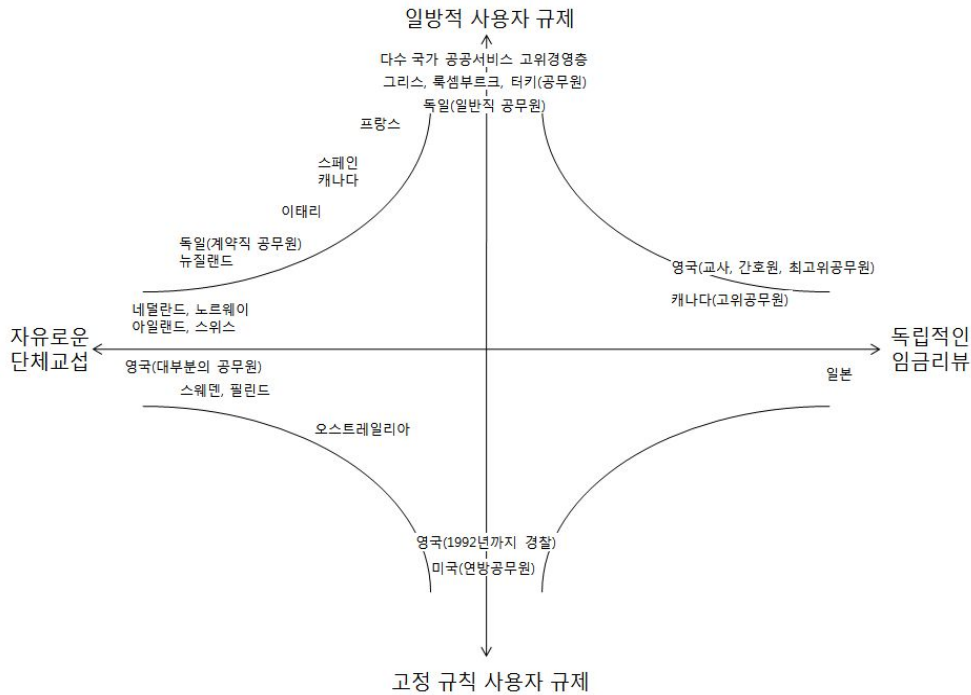 일방적 사용자 규제
다수 국가 공공서비스 고위경영층
그리스, 룩셈부르크, 터키(공무원)
독일(일반직 공무원)
프랑스
스페인
캐나다
이태리
독일(계약직 공무원)
뉴질랜드
영국(교사, 간호원, 최고위공무원)
캐나다(고위공무원)
네덜란드, 노르웨이
아일랜드, 스위스
자유로운
단체교섭
독립적인
임금리뷰
영국(대부분의 공무원)
스웨덴, 필린드
일본
오스트레일리아
영국(1992년까지 경찰)
미국(연방공무원)
고정 규칙 사용자 규제